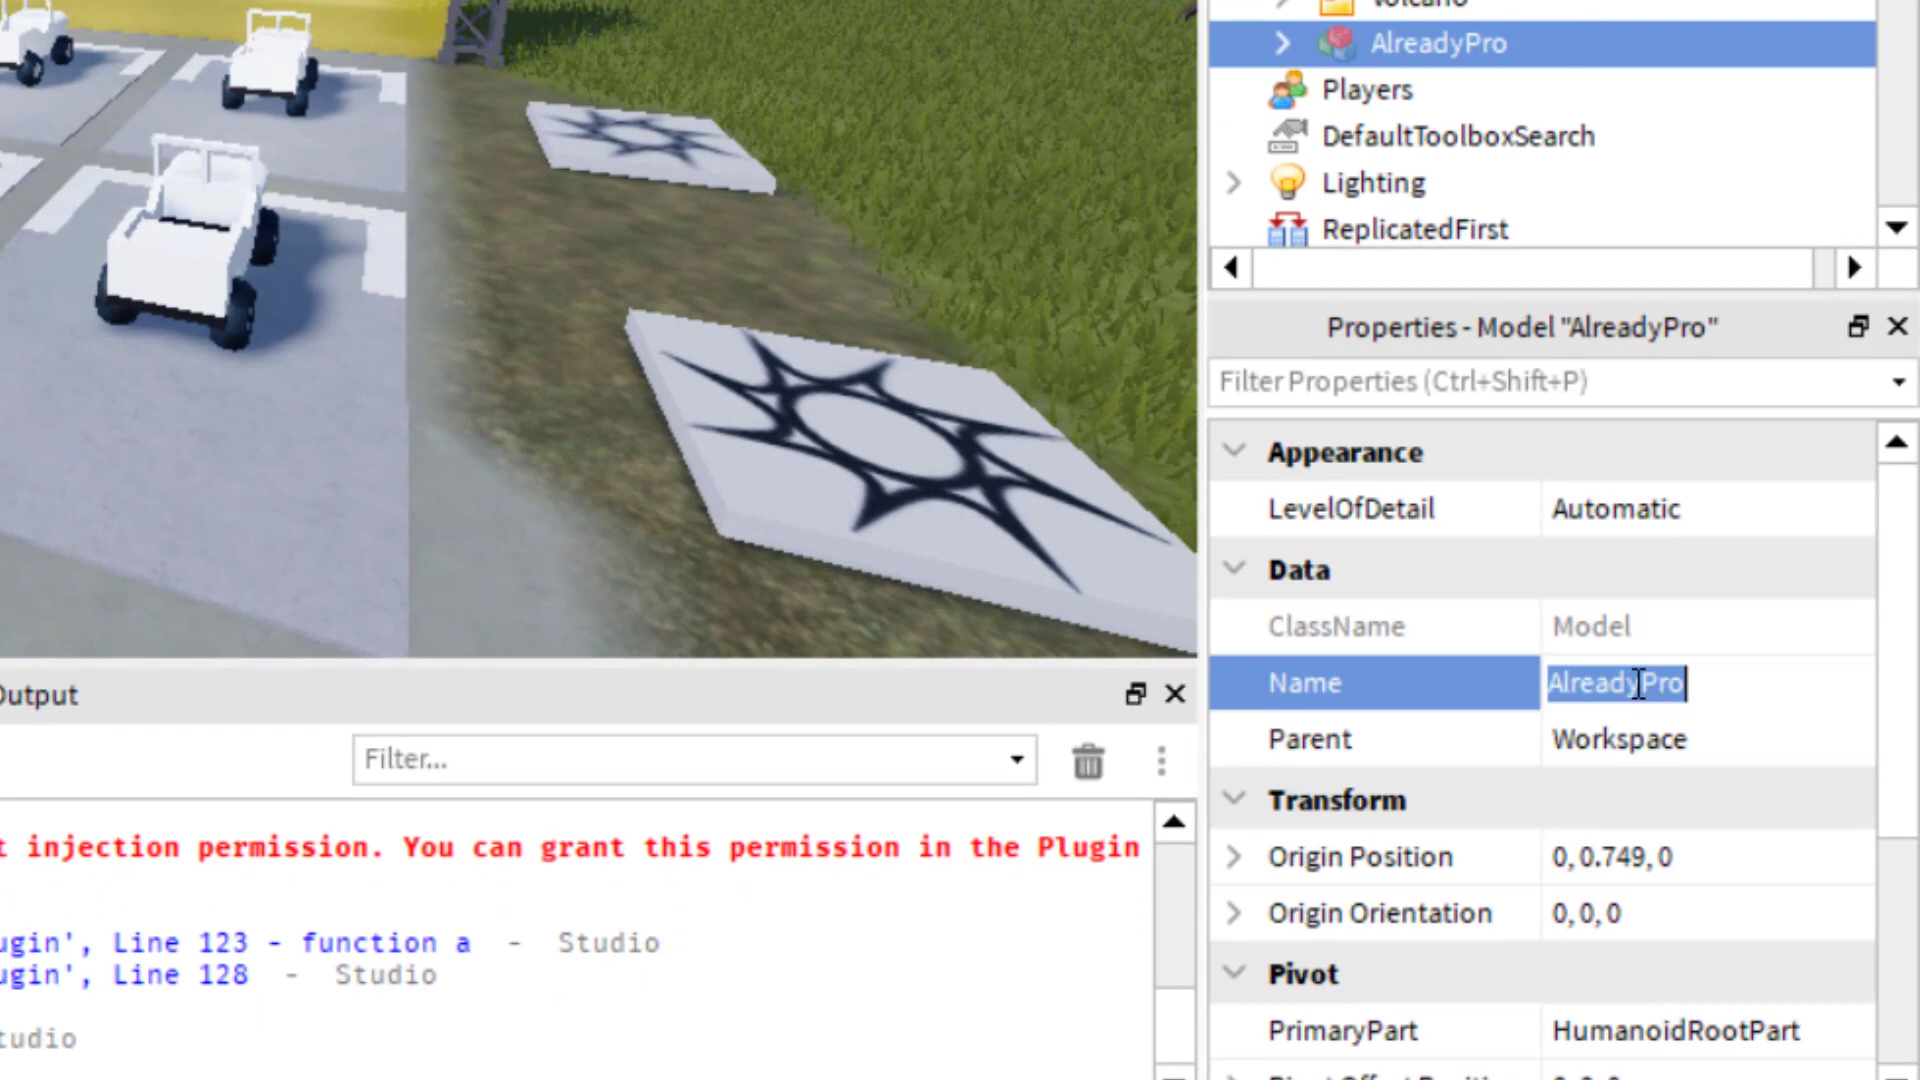 Volcano
AlreadyPro
Players
DefaultToolboxSearch
Lighting
ReplicatedFirst
Properties - Model "AlreadyPro"
Filter Properties (Ctrl+Shift+P)
Appearance
LevelOfDetail Automatic
Data
ClassName Model
Name AlreadyPro
Parent Workspace
Transform
Origin Position 0, 0.749, 0
Origin Orientation 0, 0, 0
Pivot
PrimaryPart HumanoidRootPart
Output
Filter...
t injection permission. You can grant this permission in the Plugin
ugin', Line 123 - function a - Studio
ugin', Line 128 - Studio
tudio